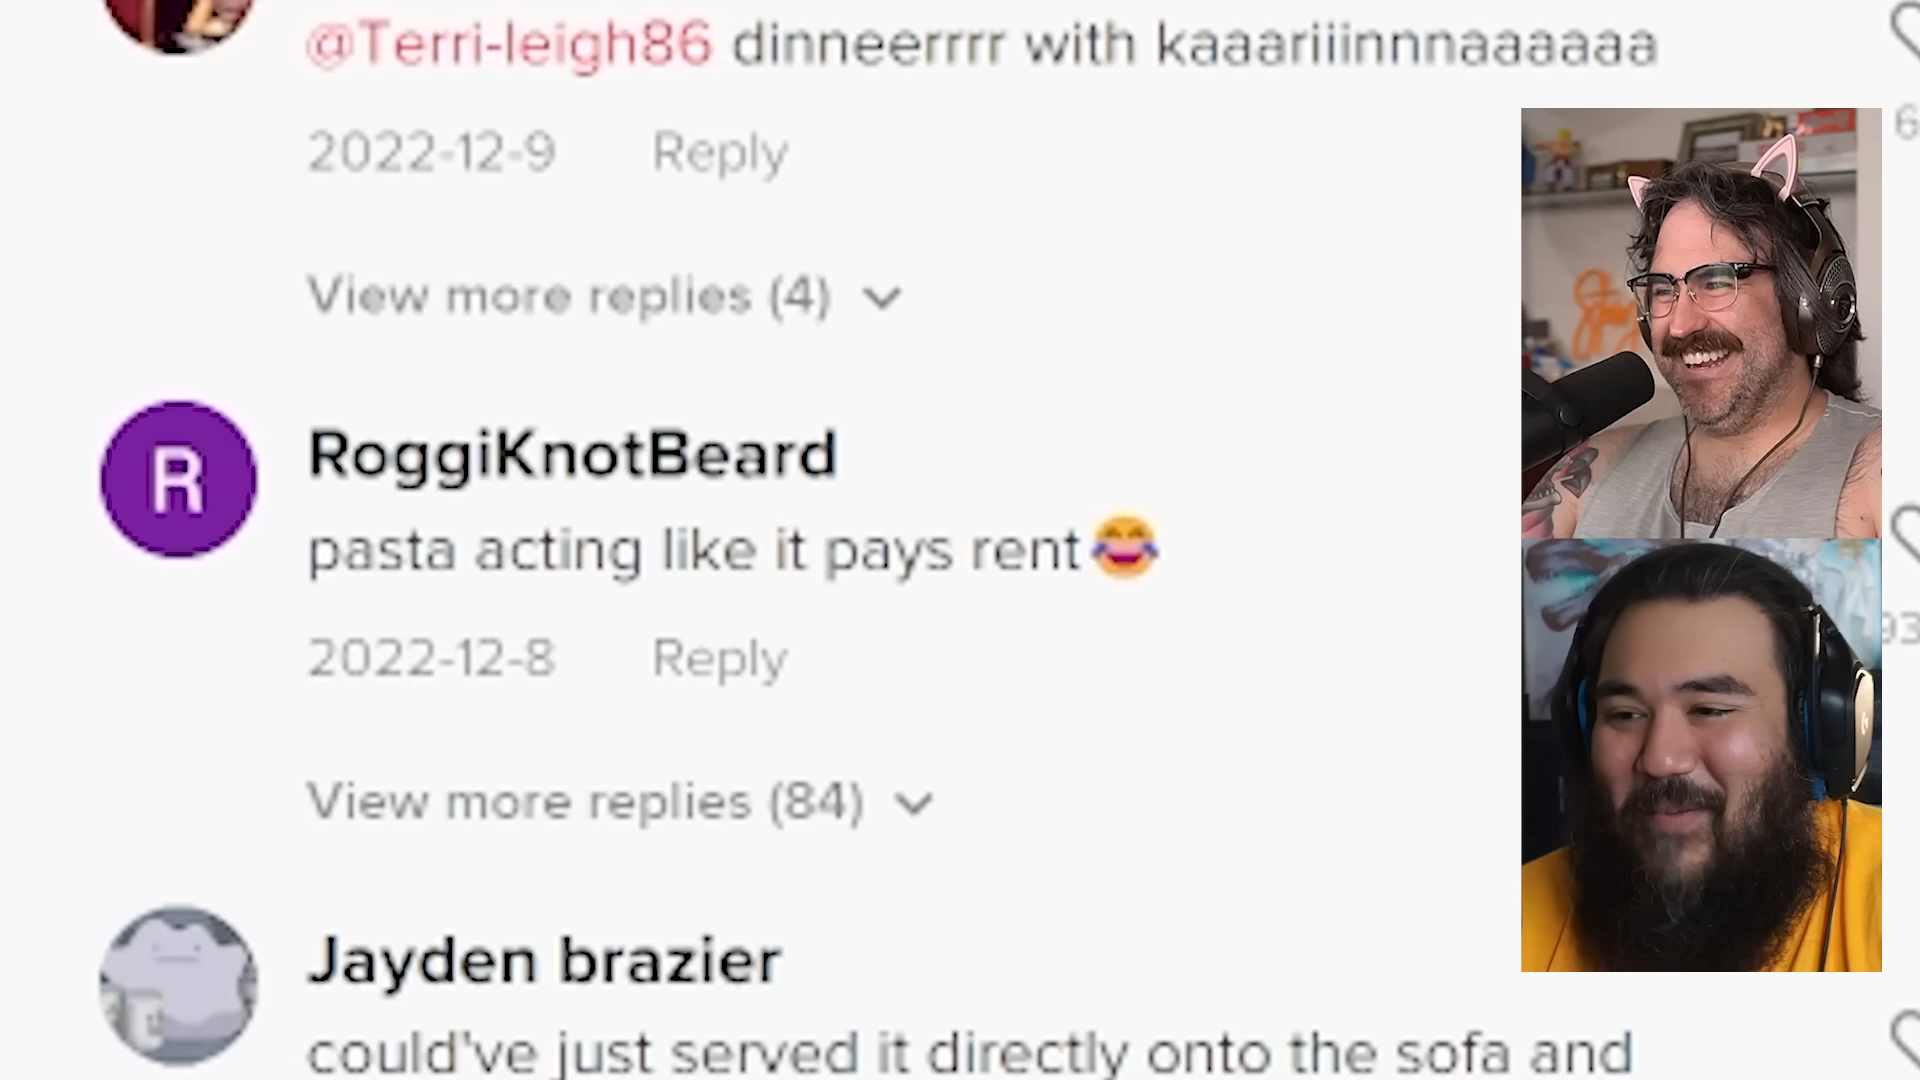 @Terri-leigh86 dinneerrrr with kaaariiinnnaaaaaa
2022-12-9 Reply
View more replies (4)
R
RoggiKnotBeard
pasta acting like it pays rent😂
2022-12-8 Reply
View more replies (84)
Jayden brazier
could've just served it directly onto the sofa and